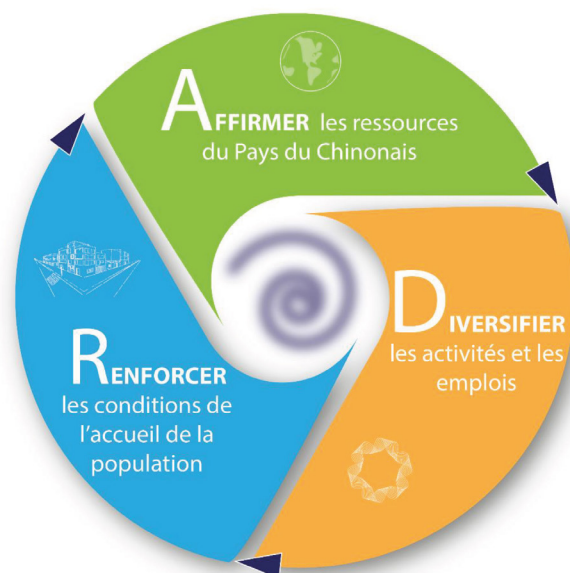 AFFIRMER les ressources
du Pays du Chinonais
DIVERSIFIER
les activités et les
emplois
RENFORCER
les conditions de
l'accueil de la
population